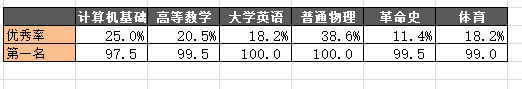 计算机基础 高等数学 大学英语 普通物理 革命史 体育
优秀率 25.0% 20.5% 18.2% 38.6% 11.4% 18.2%
第一名 97.5 99.5 100.0 100.0 99.5 99.0